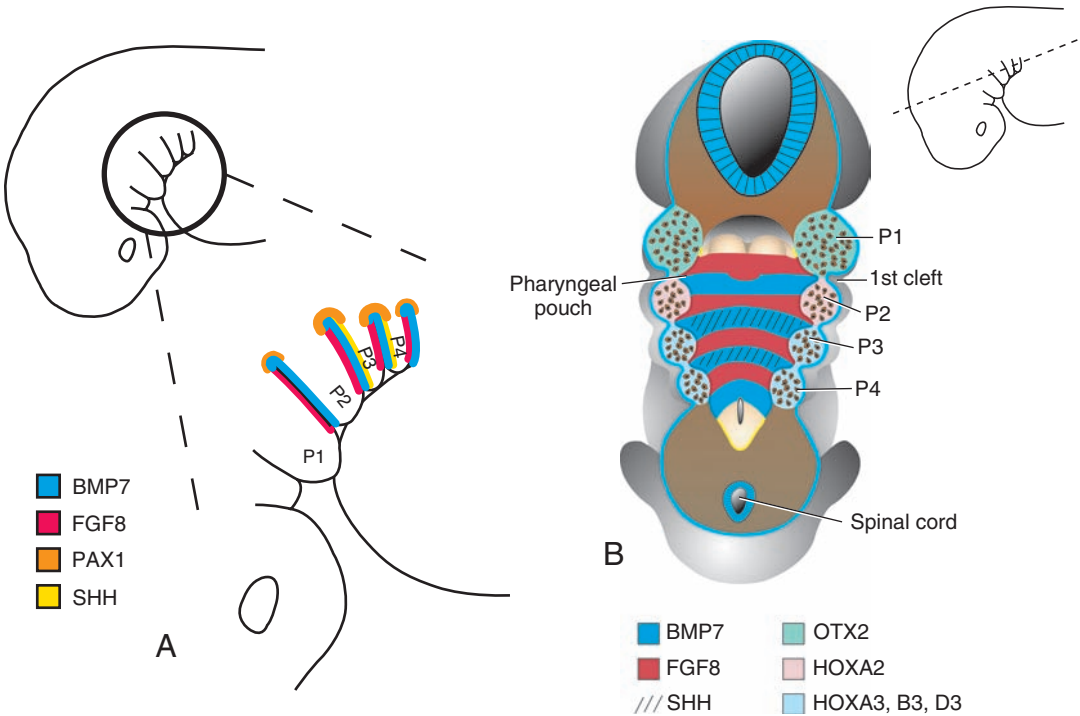 P3
P4
P2
P1
BMP7
FGF8
PAX1
SHH
A
P1
1st cleft
Pharyngeal
pouch
P2
P3
P4
Spinal cord
B
BMP7
OTX2
FGF8
HOXA2
SHH
HOXA3, B3, D3